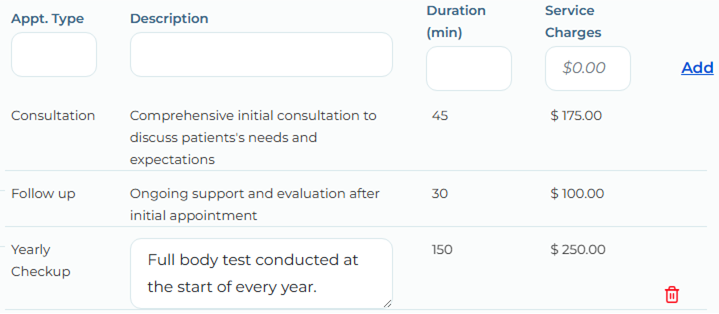 Appt. Type Description Duration (min) Service Charges
$0.00 Add
Consultation Comprehensive initial consultation to 45 $ 175.00
discuss patients's needs and
expectations
Follow up Ongoing support and evaluation after 30 $ 100.00
initial appointment
Yearly Full body test conducted at 150 $ 250.00
Checkup the start of every year.